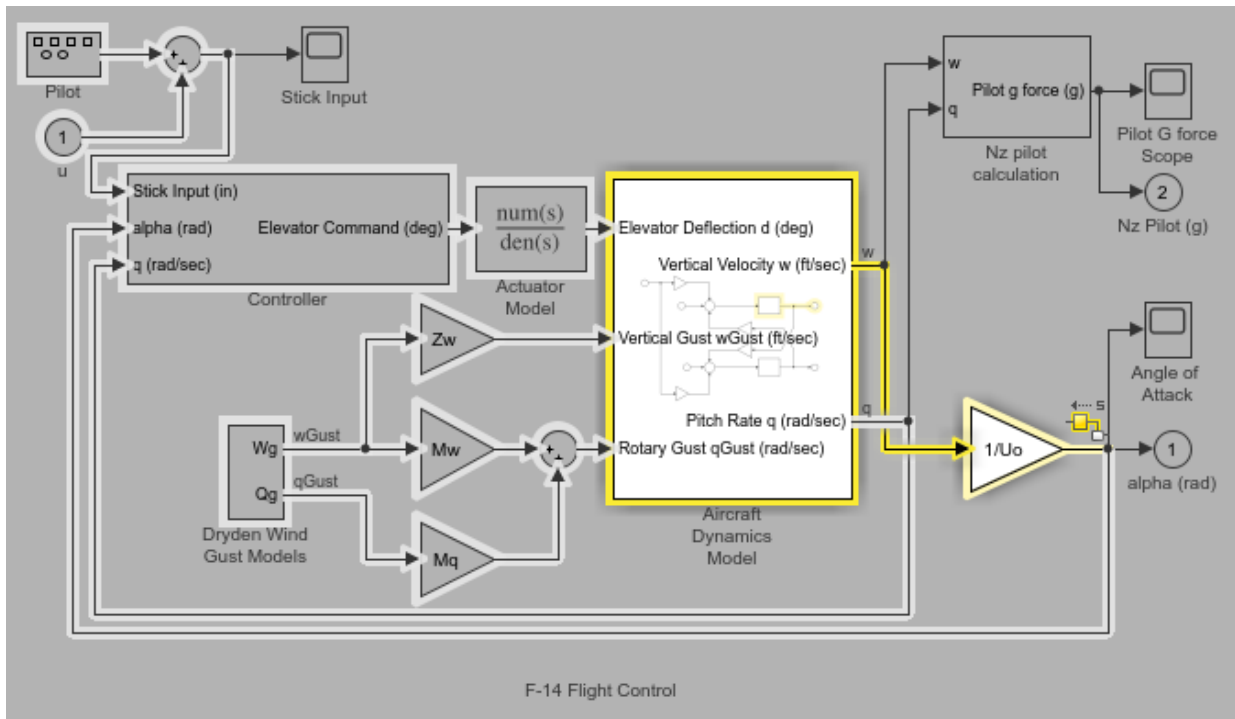 Pilot
Stick Input
1
u
w
q
Pilot g force (g)
Nz pilot
calculation
Pilot G force
Scope
2
Nz Pilot (g)
Stick Input (in)
alpha (rad)
q (rad/sec)
Elevator Command (deg)
Controller
num(s)
den(s)
Actuator
Model
Elevator Deflection d (deg)
Vertical Velocity w (ft/sec)
Vertical Gust wGust (ft/sec)
Pitch Rate q (rad/sec)
Rotary Gust qGust (rad/sec)
Aircraft
Dynamics
Model
w
q
Zw
Mw
Mq
Wg
Qg
wGust
qGust
Dryden Wind
Gust Models
1/Uo
s
Angle of
Attack
1
alpha (rad)
F-14 Flight Control